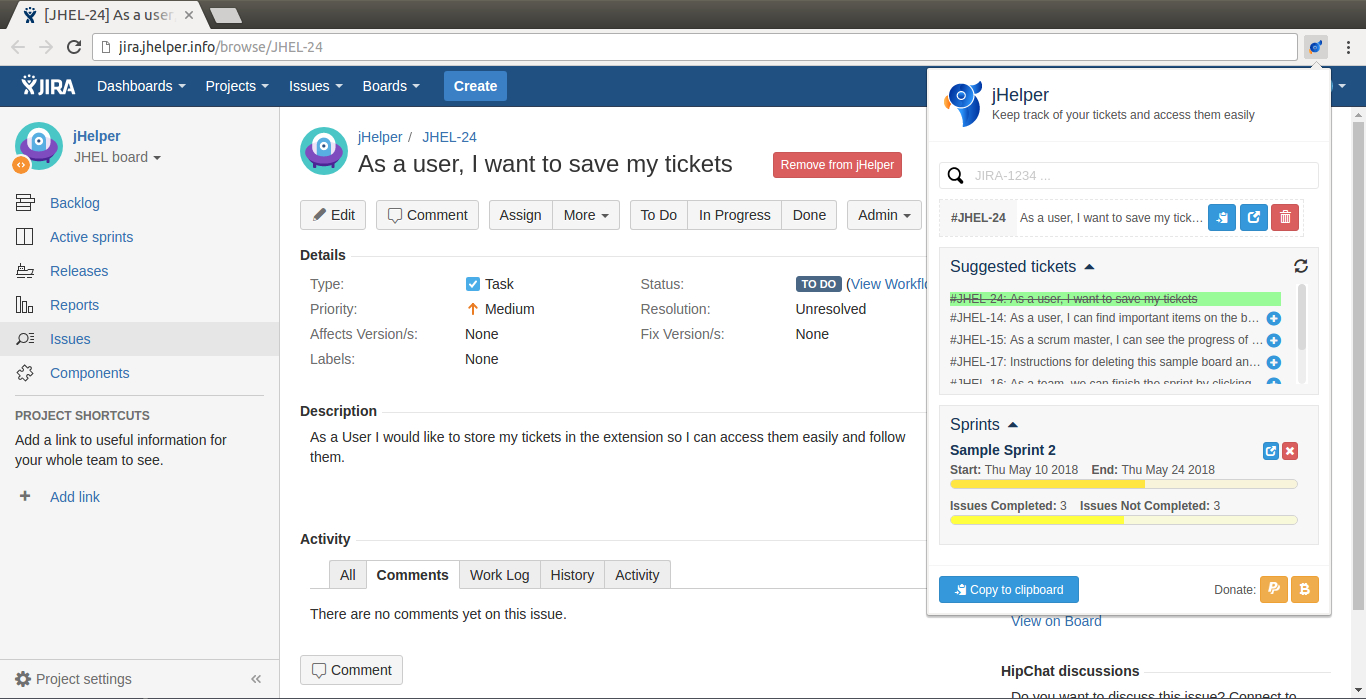 [JHEL-24] As a user
jira.jhelper.info/browse/JHEL-24
JIRA Dashboards Projects Issues Boards Create
jHelper
JHEL board
Backlog
Active sprints
Releases
Reports
Issues
Components
PROJECT SHORTCUTS
Add a link to useful information for
your whole team to see.
Add link
Project settings
jHelper / JHEL-24
As a user, I want to save my tickets
Remove from jHelper
Edit Comment Assign More To Do In Progress Done Admin
Details
Type: Task Status: TO DO (View Workflo
Priority: Medium Resolution: Unresolved
Affects Version/s: None Fix Version/s: None
Labels: None
Description
As a User I would like to store my tickets in the extension so I can access them easily and follow
them.
Activity
All Comments Work Log History Activity
There are no comments yet on this issue.
Comment
jHelper
Keep track of your tickets and access them easily
JIRA-1234 ...
#JHEL-24 As a user, I want to save my tick...
Suggested tickets
#JHEL-24: As a user, I want to save my tickets
#JHEL-14: As a user, I can find important items on the b...
#JHEL-15: As a scrum master, I can see the progress of ...
#JHEL-17: Instructions for deleting this sample board an...
#JHEL-16: As a team, we can finish the sprint by clicking
Sprints
Sample Sprint 2
Start: Thu May 10 2018 End: Thu May 24 2018
Issues Completed: 3 Issues Not Completed: 3
Copy to clipboard Donate:
View on Board
HipChat discussions
Do you want to discuss this issue? Connect to